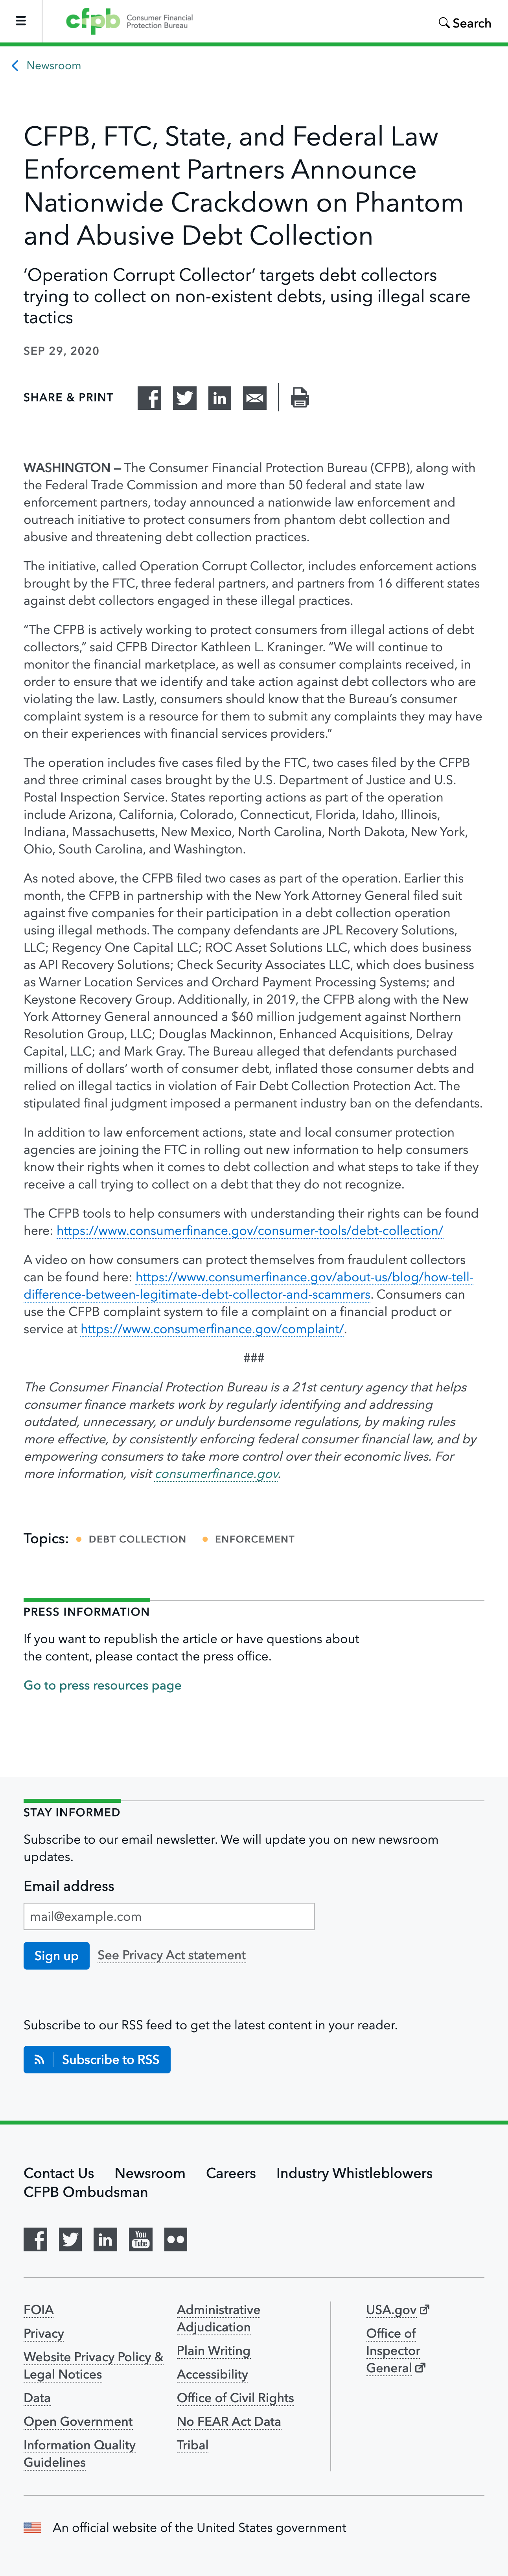 cfpb Consumer Financial
Protection Bureau
Search
Newsroom
CFPB, FTC, State, and Federal Law
Enforcement Partners Announce
Nationwide Crackdown on Phantom
and Abusive Debt Collection
‘Operation Corrupt Collector’ targets debt collectors
trying to collect on non-existent debts, using illegal scare
tactics
SEP 29, 2020
SHARE & PRINT
WASHINGTON – The Consumer Financial Protection Bureau (CFPB), along with
the Federal Trade Commission and more than 50 federal and state law
enforcement partners, today announced a nationwide law enforcement and
outreach initiative to protect consumers from phantom debt collection and
abusive and threatening debt collection practices.
The initiative, called Operation Corrupt Collector, includes enforcement actions
brought by the FTC, three federal partners, and partners from 16 different states
against debt collectors engaged in these illegal practices.
“The CFPB is actively working to protect consumers from illegal actions of debt
collectors,” said CFPB Director Kathleen L. Kraninger. “We will continue to
monitor the financial marketplace, as well as consumer complaints received, in
order to ensure that we identify and take action against debt collectors who are
violating the law. Lastly, consumers should know that the Bureau’s consumer
complaint system is a resource for them to submit any complaints they may have
on their experiences with financial services providers.”
The operation includes five cases filed by the FTC, two cases filed by the CFPB
and three criminal cases brought by the U.S. Department of Justice and U.S.
Postal Inspection Service. States reporting actions as part of the operation
include Arizona, California, Colorado, Connecticut, Florida, Idaho, Illinois,
Indiana, Massachusetts, New Mexico, North Carolina, North Dakota, New York,
Ohio, South Carolina, and Washington.
As noted above, the CFPB filed two cases as part of the operation. Earlier this
month, the CFPB in partnership with the New York Attorney General filed suit
against five companies for their participation in a debt collection operation
using illegal methods. The company defendants are JPL Recovery Solutions,
LLC; Regency One Capital LLC; ROC Asset Solutions LLC, which does business
as API Recovery Solutions; Check Security Associates LLC, which does business
as Warner Location Services and Orchard Payment Processing Systems; and
Keystone Recovery Group. Additionally, in 2019, the CFPB along with the New
York Attorney General announced a $60 million judgement against Northern
Resolution Group, LLC; Douglas Mackinnon, Enhanced Acquisitions, Delray
Capital, LLC; and Mark Gray. The Bureau alleged that defendants purchased
millions of dollars’ worth of consumer debt, inflated those consumer debts and
relied on illegal tactics in violation of Fair Debt Collection Protection Act. The
stipulated final judgment imposed a permanent industry ban on the defendants.
In addition to law enforcement actions, state and local consumer protection
agencies are joining the FTC in rolling out new information to help consumers
know their rights when it comes to debt collection and what steps to take if they
receive a call trying to collect on a debt that they do not recognize.
The CFPB tools to help consumers with understanding their rights can be found
here: https://www.consumerfinance.gov/consumer-tools/debt-collection/
A video on how consumers can protect themselves from fraudulent collectors
can be found here: https://www.consumerfinance.gov/about-us/blog/how-tell-
difference-between-legitimate-debt-collector-and-scammers. Consumers can
use the CFPB complaint system to file a complaint on a financial product or
service at https://www.consumerfinance.gov/complaint/.
###
The Consumer Financial Protection Bureau is a 21st century agency that helps
consumer finance markets work by regularly identifying and addressing
outdated, unnecessary, or unduly burdensome regulations, by making rules
more effective, by consistently enforcing federal consumer financial law, and by
empowering consumers to take more control over their economic lives. For
more information, visit consumerfinance.gov.
Topics: • DEBT COLLECTION • ENFORCEMENT
PRESS INFORMATION
If you want to republish the article or have questions about
the content, please contact the press office.
Go to press resources page
STAY INFORMED
Subscribe to our email newsletter. We will update you on new newsroom
updates.
Email address
mail@example.com
Sign up See Privacy Act statement
Subscribe to our RSS feed to get the latest content in your reader.
Subscribe to RSS
Contact Us Newsroom Careers Industry Whistleblowers
CFPB Ombudsman
You
Tube
FOIA
Privacy
Website Privacy Policy &
Legal Notices
Data
Open Government
Information Quality
Guidelines
Administrative
Adjudication
Plain Writing
Accessibility
Office of Civil Rights
No FEAR Act Data
Tribal
USA.gov
Office of
Inspector
General
An official website of the United States government